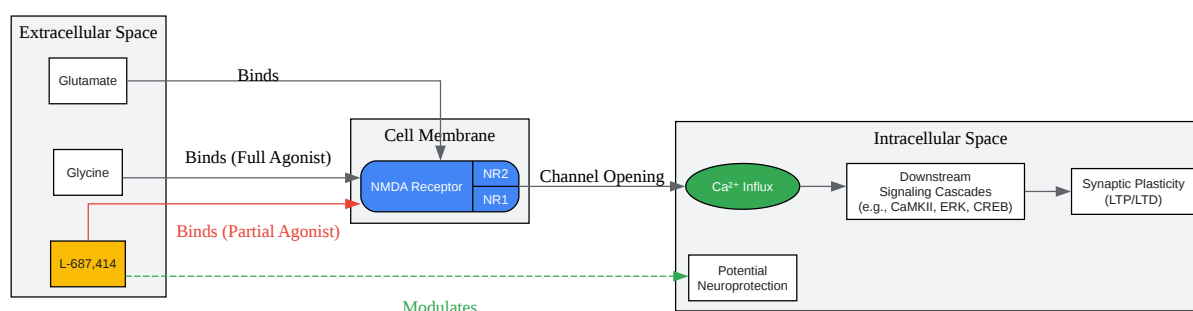 Extracellular Space
Glutamate
Binds
Glycine
Binds (Full Agonist)
Binds (Partial Agonist)
L-687,414
Modulates
Cell Membrane
NMDA Receptor
NR2
NR1
Channel Opening
Intracellular Space
Ca²⁺ Influx
Downstream
Signaling Cascades
(e.g., CaMKII, ERK, CREB)
Synaptic Plasticity
(LTP/LTD)
Potential
Neuroprotection